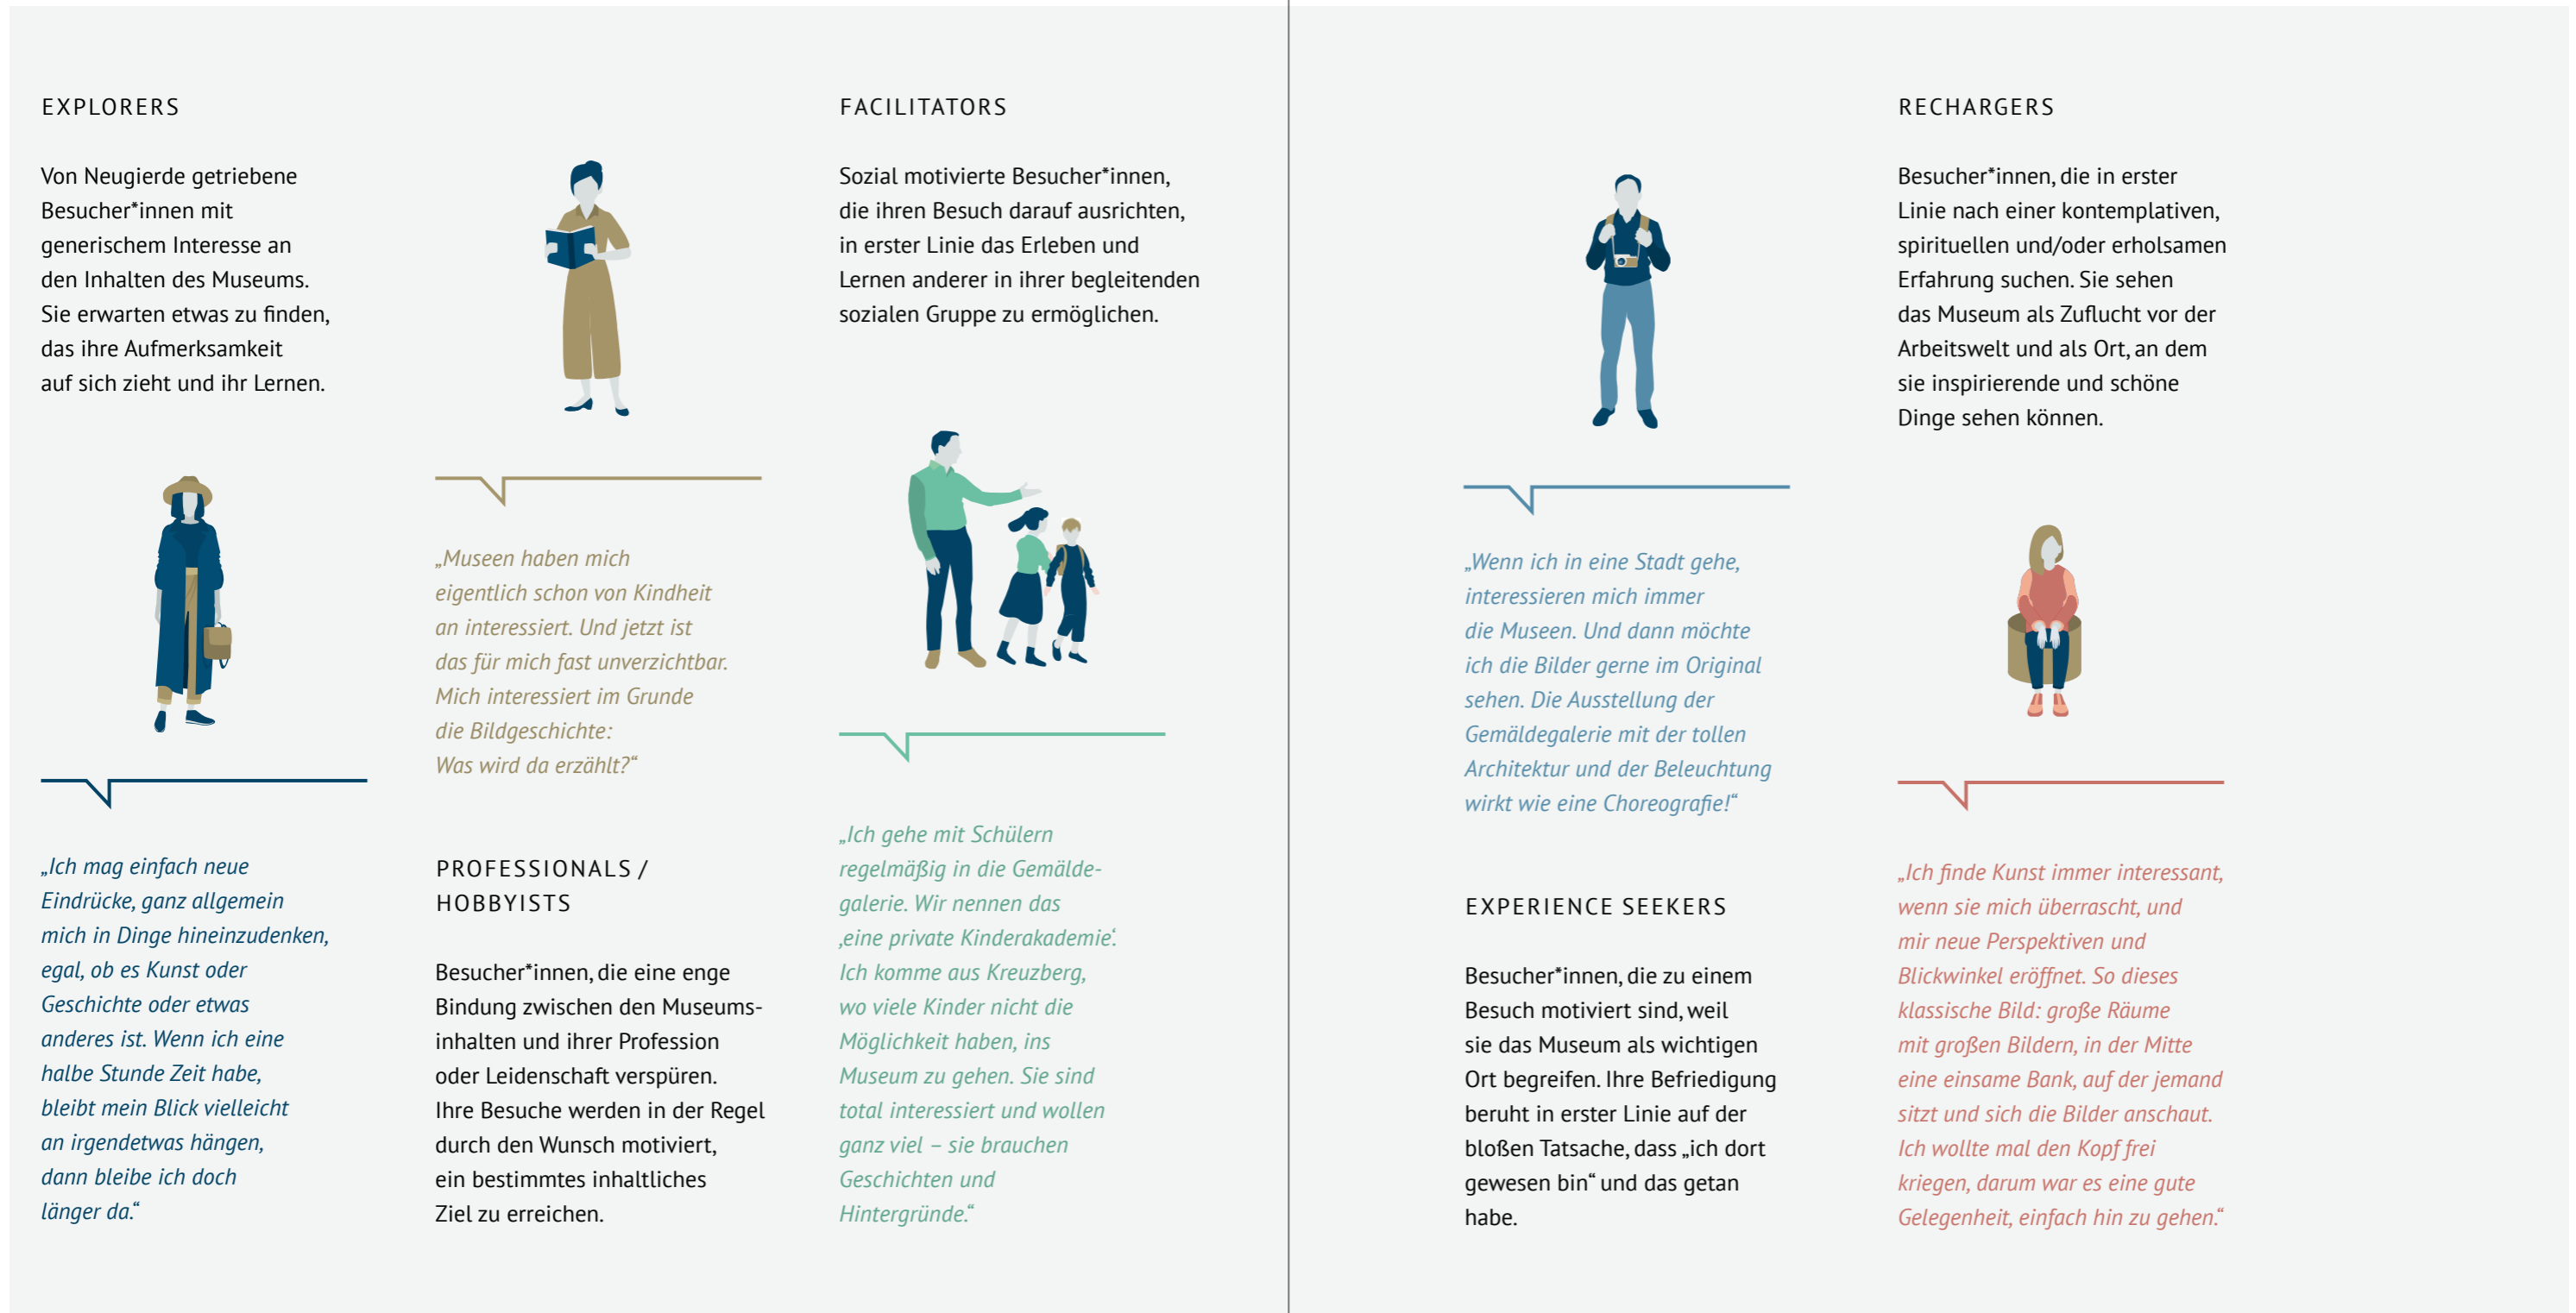 EXPLORERS
Von Neugierde getriebene
Besucher*innen mit
generischem Interesse an
den Inhalten des Museums.
Sie erwarten etwas zu finden,
das ihre Aufmerksamkeit
auf sich zieht und ihr Lernen.
„Ich mag einfach neue
Eindrücke, ganz allgemein
mich in Dinge hineinzudenken,
egal, ob es Kunst oder
Geschichte oder etwas
anderes ist. Wenn ich eine
halbe Stunde Zeit habe,
bleibt mein Blick vielleicht
an irgendetwas hängen,
dann bleibe ich doch
länger da.“
„Museen haben mich
eigentlich schon von Kindheit
an interessiert. Und jetzt ist
das für mich fast unverzichtbar.
Mich interessiert im Grunde
die Bildgeschichte:
Was wird da erzählt?“
PROFESSIONALS /
HOBBYISTS
Besucher*innen, die eine enge
Bindung zwischen den Museums-
inhalten und ihrer Profession
oder Leidenschaft verspüren.
Ihre Besuche werden in der Regel
durch den Wunsch motiviert,
ein bestimmtes inhaltliches
Ziel zu erreichen.
FACILITATORS
Sozial motivierte Besucher*innen,
die ihren Besuch darauf ausrichten,
in erster Linie das Erleben und
Lernen anderer in ihrer begleitenden
sozialen Gruppe zu ermöglichen.
„Ich gehe mit Schülern
regelmäßig in die Gemälde-
galerie. Wir nennen das
‚eine private Kinderakademie‘.
Ich komme aus Kreuzberg,
wo viele Kinder nicht die
Möglichkeit haben, ins
Museum zu gehen. Sie sind
total interessiert und wollen
ganz viel – sie brauchen
Geschichten und
Hintergründe.“
„Wenn ich in eine Stadt gehe,
interessieren mich immer
die Museen. Und dann möchte
ich die Bilder gerne im Original
sehen. Die Ausstellung der
Gemäldegalerie mit der tollen
Architektur und der Beleuchtung
wirkt wie eine Choreografie!“
EXPERIENCE SEEKERS
Besucher*innen, die zu einem
Besuch motiviert sind, weil
sie das Museum als wichtigen
Ort begreifen. Ihre Befriedigung
beruht in erster Linie auf der
bloßen Tatsache, dass „ich dort
gewesen bin“ und das getan
habe.
RECHARGERS
Besucher*innen, die in erster
Linie nach einer kontemplativen,
spirituellen und/oder erholsamen
Erfahrung suchen. Sie sehen
das Museum als Zuflucht vor der
Arbeitswelt und als Ort, an dem
sie inspirierende und schöne
Dinge sehen können.
„Ich finde Kunst immer interessant,
wenn sie mich überrascht, und
mir neue Perspektiven und
Blickwinkel eröffnet. So dieses
klassische Bild: große Räume
mit großen Bildern, in der Mitte
eine einsame Bank, auf der jemand
sitzt und sich die Bilder anschaut.
Ich wollte mal den Kopf frei
kriegen, darum war es eine gute
Gelegenheit, einfach hin zu gehen.“